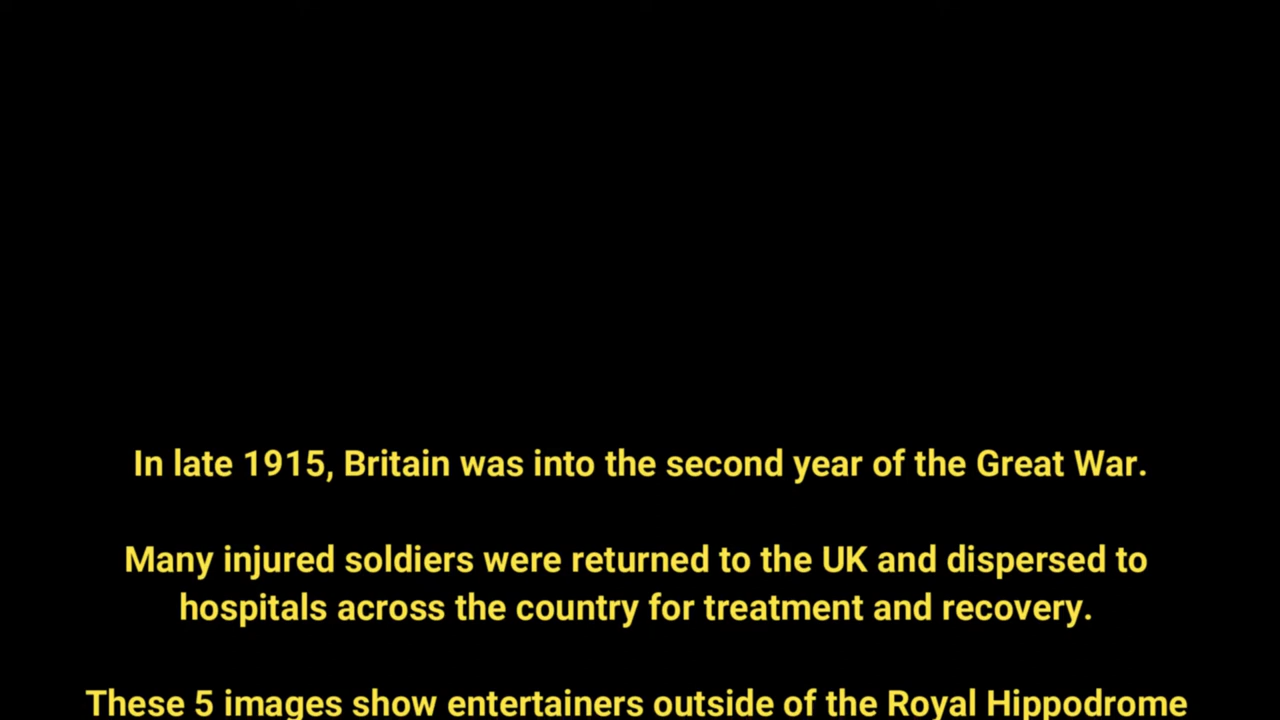 In late 1915, Britain was into the second year of the Great War.
Many injured soldiers were returned to the UK and dispersed to
hospitals across the country for treatment and recovery.
These 5 images show entertainers outside of the Royal Hippodrome